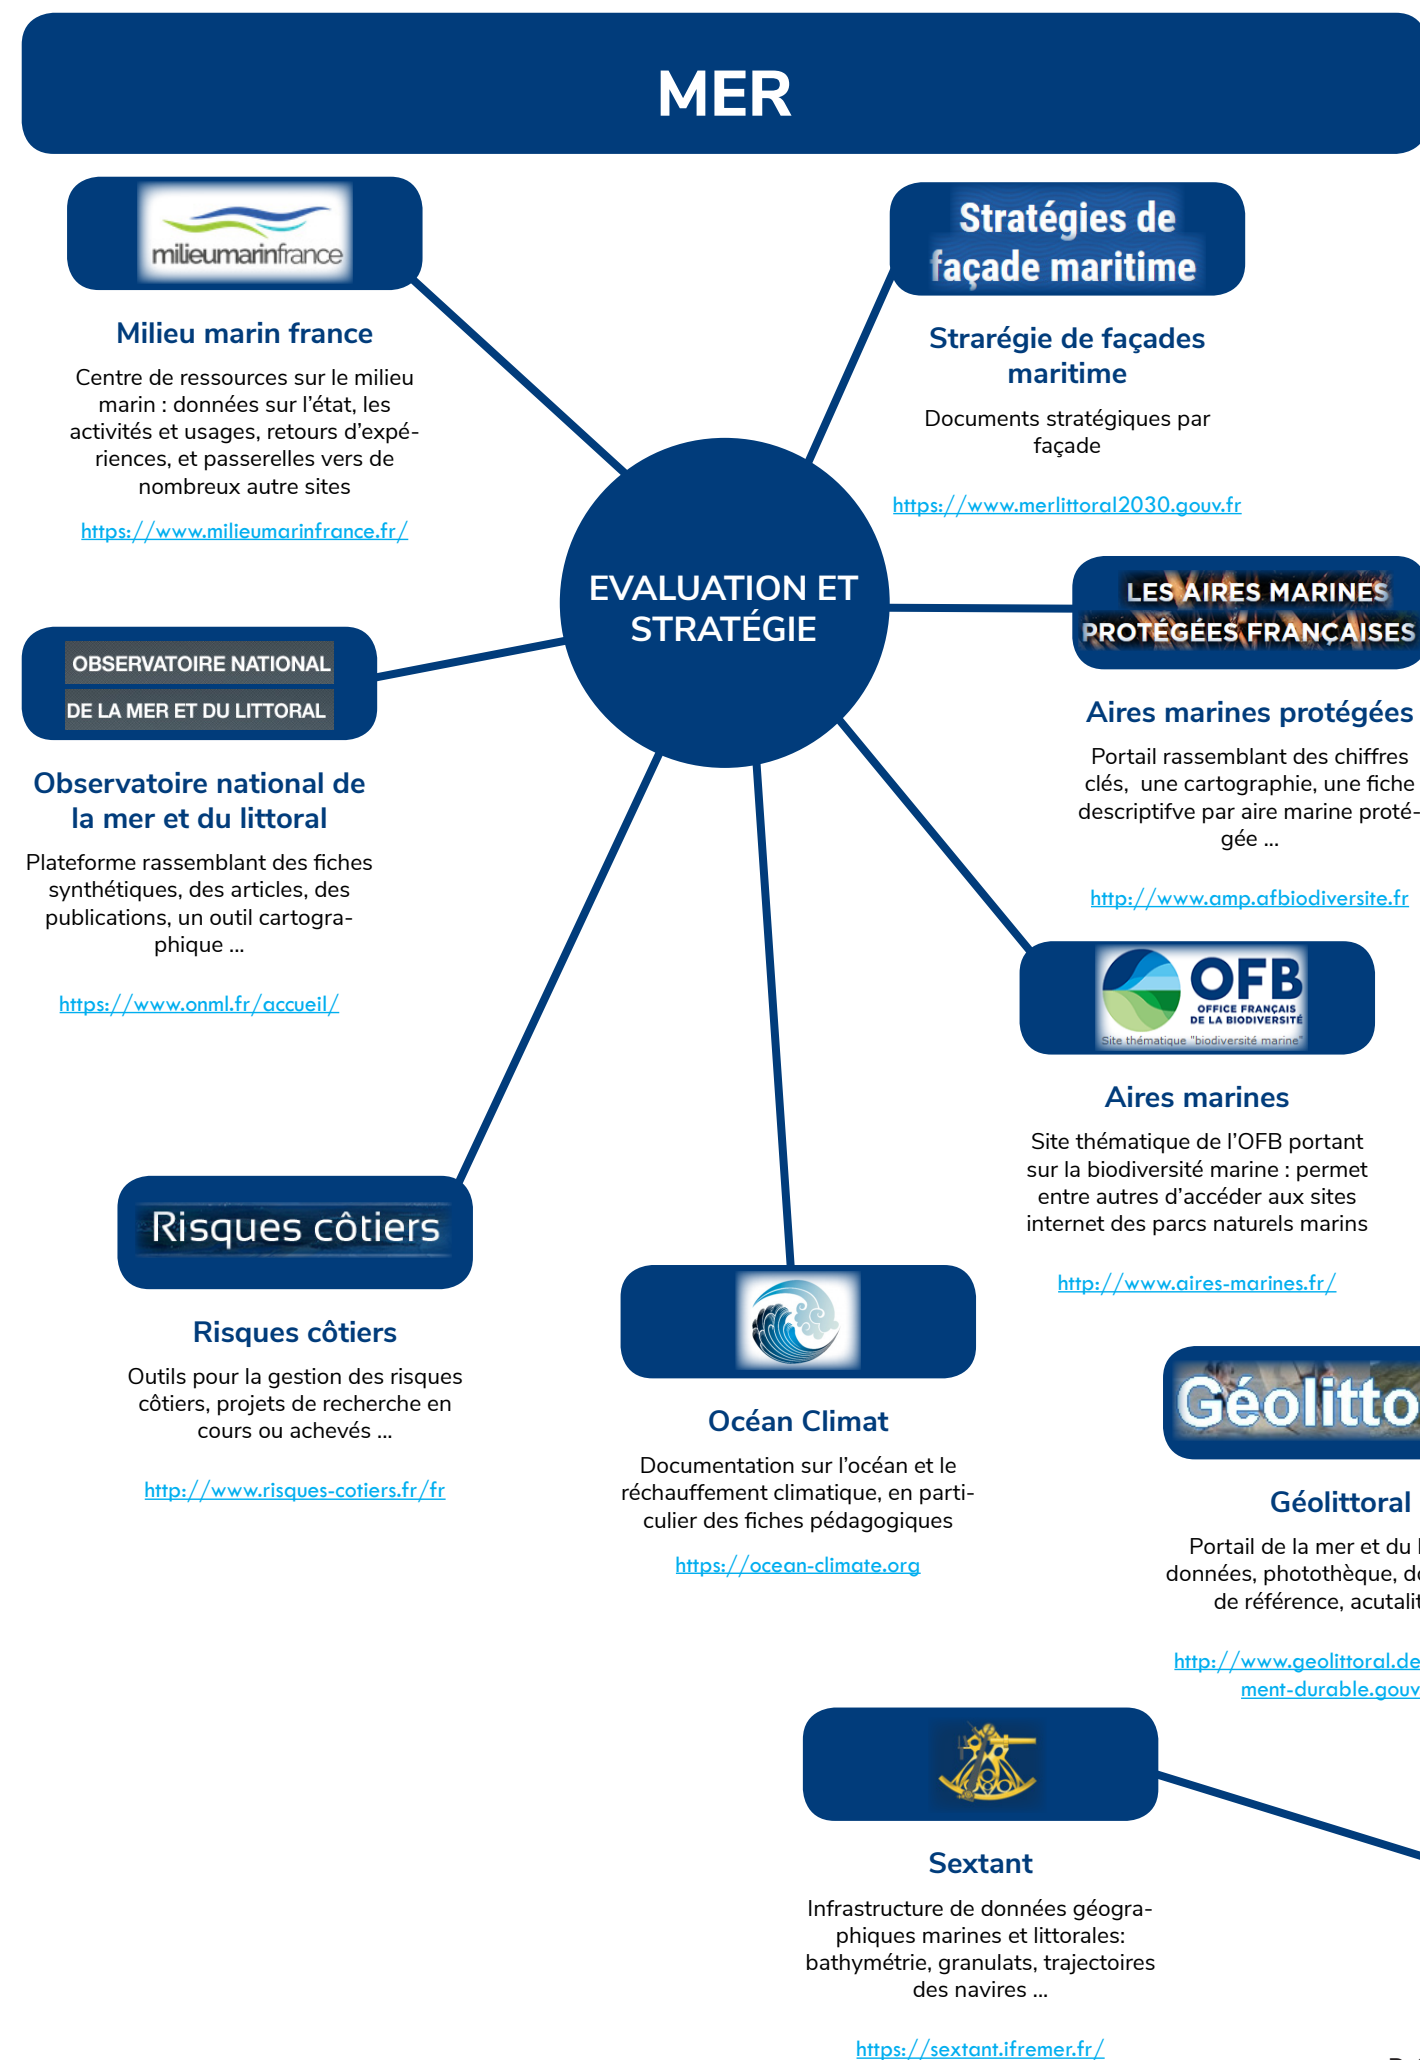 MER
milieumarinfrance
Milieu marin france
Centre de ressources sur le milieu
marin : données sur l’état, les
activités et usages, retours d’expé-
riences, et passerelles vers de
nombreux autre sites
https://www.milieumarinfrance.fr/
Stratégies de
façade maritime
Strarégie de façades
maritime
Documents stratégiques par
façade
https://www.merlittoral2030.gouv.fr
EVALUATION ET
STRATÉGIE
LES AIRES MARINES
PROTÉGÉES FRANÇAISES
Aires marines protégées
Portail rassemblant des chiffres
clés, une cartographie, une fiche
descriptifve par aire marine proté-
gée ...
http://www.amp.afbiodiversite.fr
OBSERVATOIRE NATIONAL
DE LA MER ET DU LITTORAL
Observatoire national de
la mer et du littoral
Plateforme rassemblant des fiches
synthétiques, des articles, des
publications, un outil cartogra-
phique ...
https://www.onml.fr/accueil/
OFB
OFFICE FRANÇAIS
DE LA BIODIVERSITÉ
Site thématique "biodiversité marine"
Aires marines
Site thématique de l’OFB portant
sur la biodiversité marine : permet
entre autres d’accéder aux sites
internet des parcs naturels marins
http://www.aires-marines.fr/
Risques côtiers
Risques côtiers
Outils pour la gestion des risques
côtiers, projets de recherche en
cours ou achevés ...
http://www.risques-cotiers.fr/fr
Océan Climat
Documentation sur l’océan et le
réchauffement climatique, en parti-
culier des fiches pédagogiques
https://ocean-climate.org
Géolitto
Géolittoral
Portail de la mer et du
données, photothèque, do
de référence, acutalit
http://www.geolittoral.de
ment-durable.gouv
Sextant
Infrastructure de données géogra-
phiques marines et littorales:
bathymétrie, granulats, trajectoires
des navires ...
https://sextant.ifremer.fr/